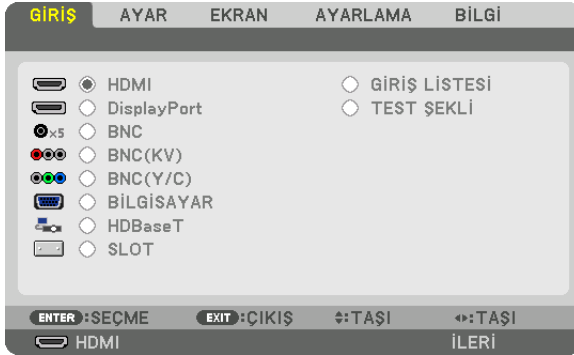 GİRİŞ AYAR EKRAN AYARLAMA BİLGİ
HDMI GİRİŞ LİSTESİ
DisplayPort TEST ŞEKLİ
×5 BNC
BNC(KV)
BNC(Y/C)
BİLGİSAYAR
HDBaseT
SLOT
ENTER :SEÇME EXIT :ÇIKIŞ :TAŞI :TAŞI
HDMI İLERİ